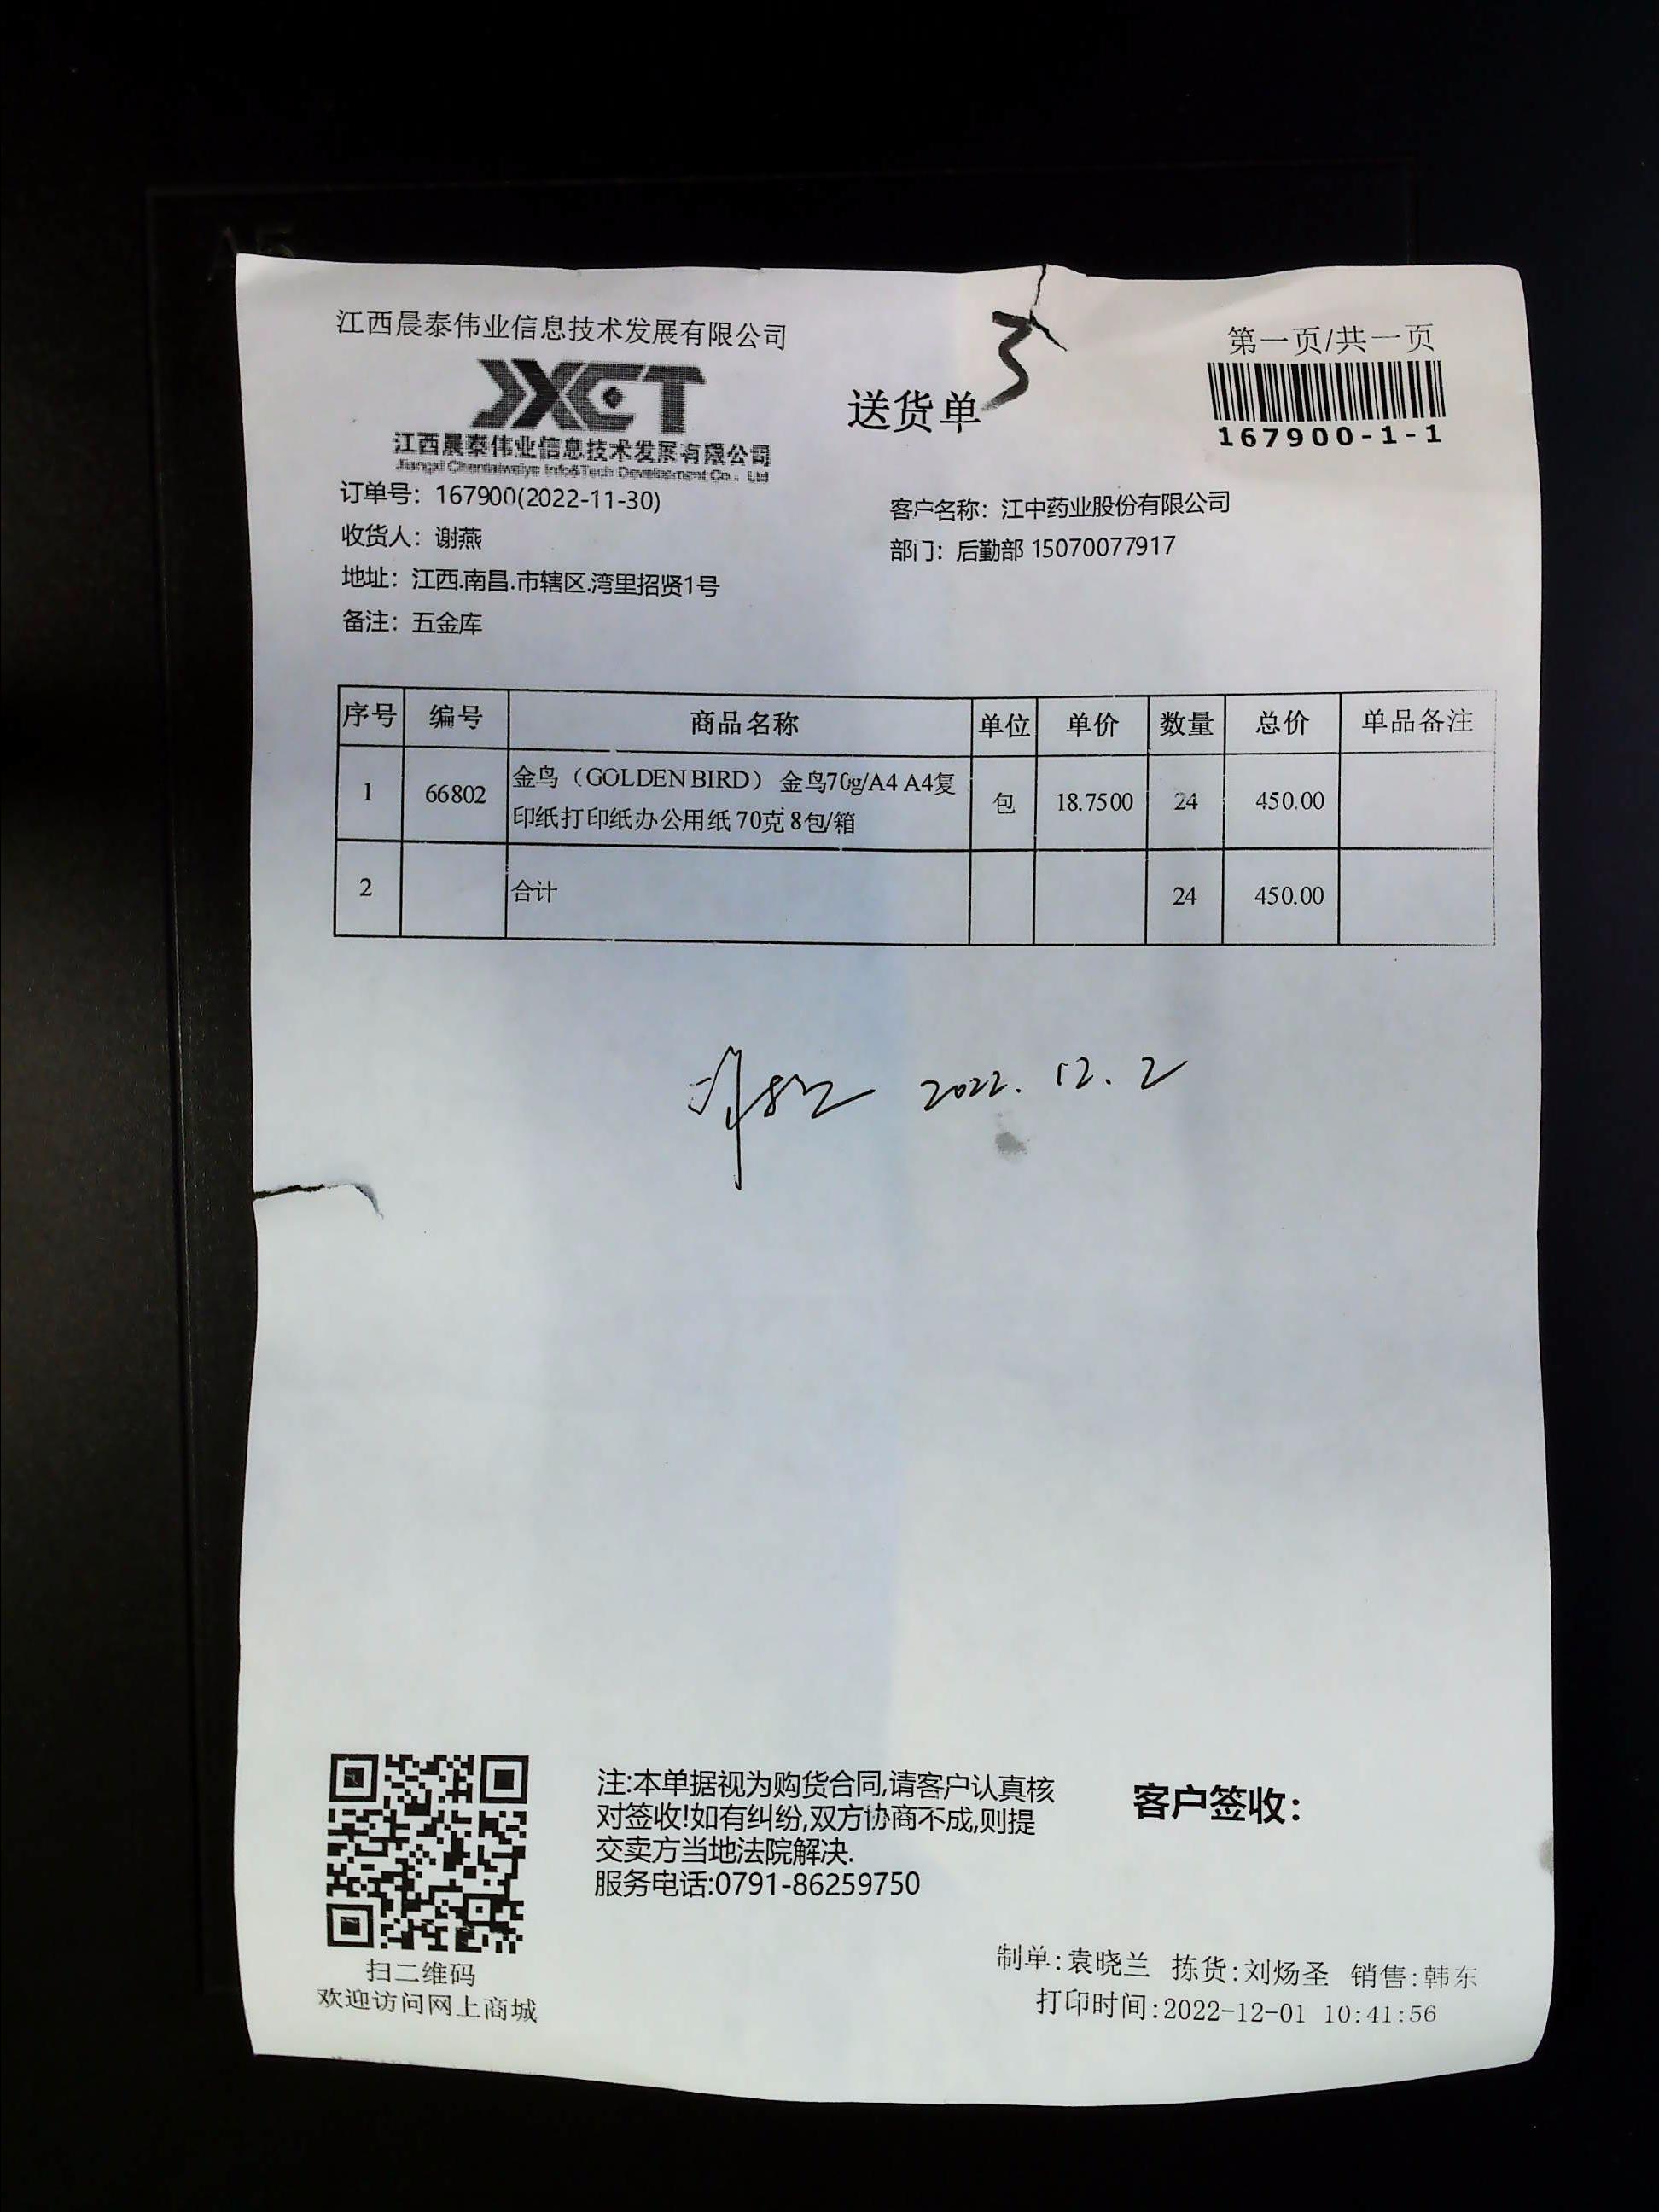 江西晨泰伟业信息技术发展有限公司
JXCT
江西晨泰伟业信息技术发展有限公司
Jiangxi Chentaiweiye Info&Tech Development Co.,Ltd
送货单
3
第一页/共一页
167900-1-1
订单号：167900(2022-11-30)
收货人：谢燕
地址：江西.南昌.市辖区.湾里招贤1号
备注：五金库
客户名称：江中药业股份有限公司
部门：后勤部 15070077917
序号 编号 商品名称 单位 单价 数量 总价 单品备注
1 66802 金鸟（GOLDEN BIRD） 金鸟70g/A4 A4复
印纸打印纸办公用纸 70克 8包/箱 包 18.7500 24 450.00
2 合计 24 450.00
2022.12.2
注:本单据视为购货合同,请客户认真核
对签收!如有纠纷,双方协商不成,则提
交卖方当地法院解决.
服务电话:0791-86259750
客户签收：
扫二维码
欢迎访问网上商城
制单:袁晓兰 拣货:刘炀圣 销售:韩东
打印时间:2022-12-01 10:41:56